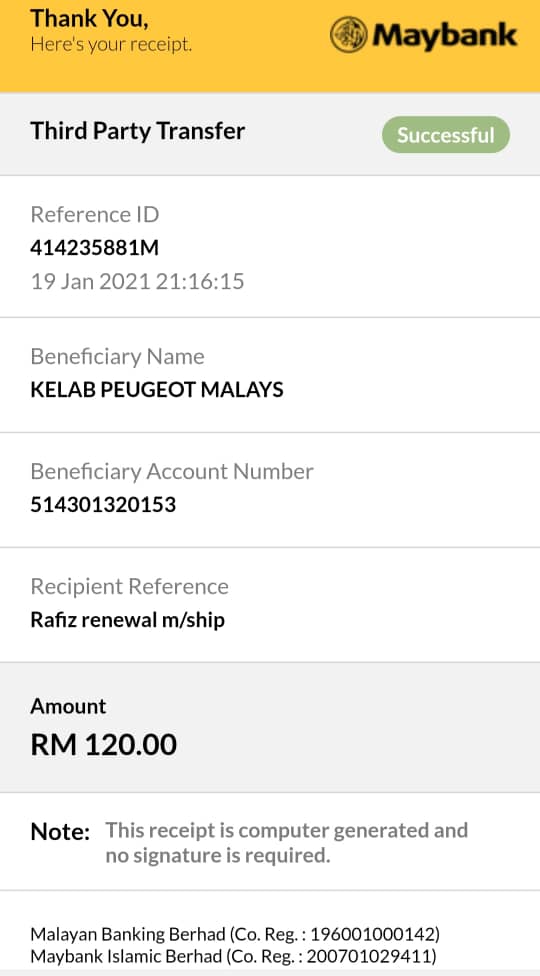 Thank You,
Here's your receipt.
Maybank
Third Party Transfer
Successful
Reference ID
414235881M
19 Jan 2021 21:16:15
Beneficiary Name
KELAB PEUGEOT MALAYS
Beneficiary Account Number
514301320153
Recipient Reference
Rafiz renewal m/ship
Amount
RM 120.00
Note: This receipt is computer generated and
no signature is required.
Malayan Banking Berhad (Co. Reg. : 196001000142)
Maybank Islamic Berhad (Co. Reg. : 200701029411)